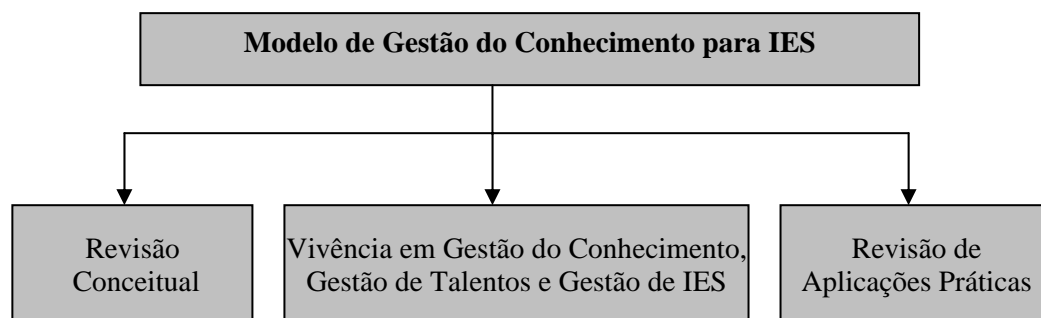 Modelo de Gestão do Conhecimento para IES
Revisão
Conceitual
Vivência em Gestão do Conhecimento,
Gestão de Talentos e Gestão de IES
Revisão de
Aplicações Práticas